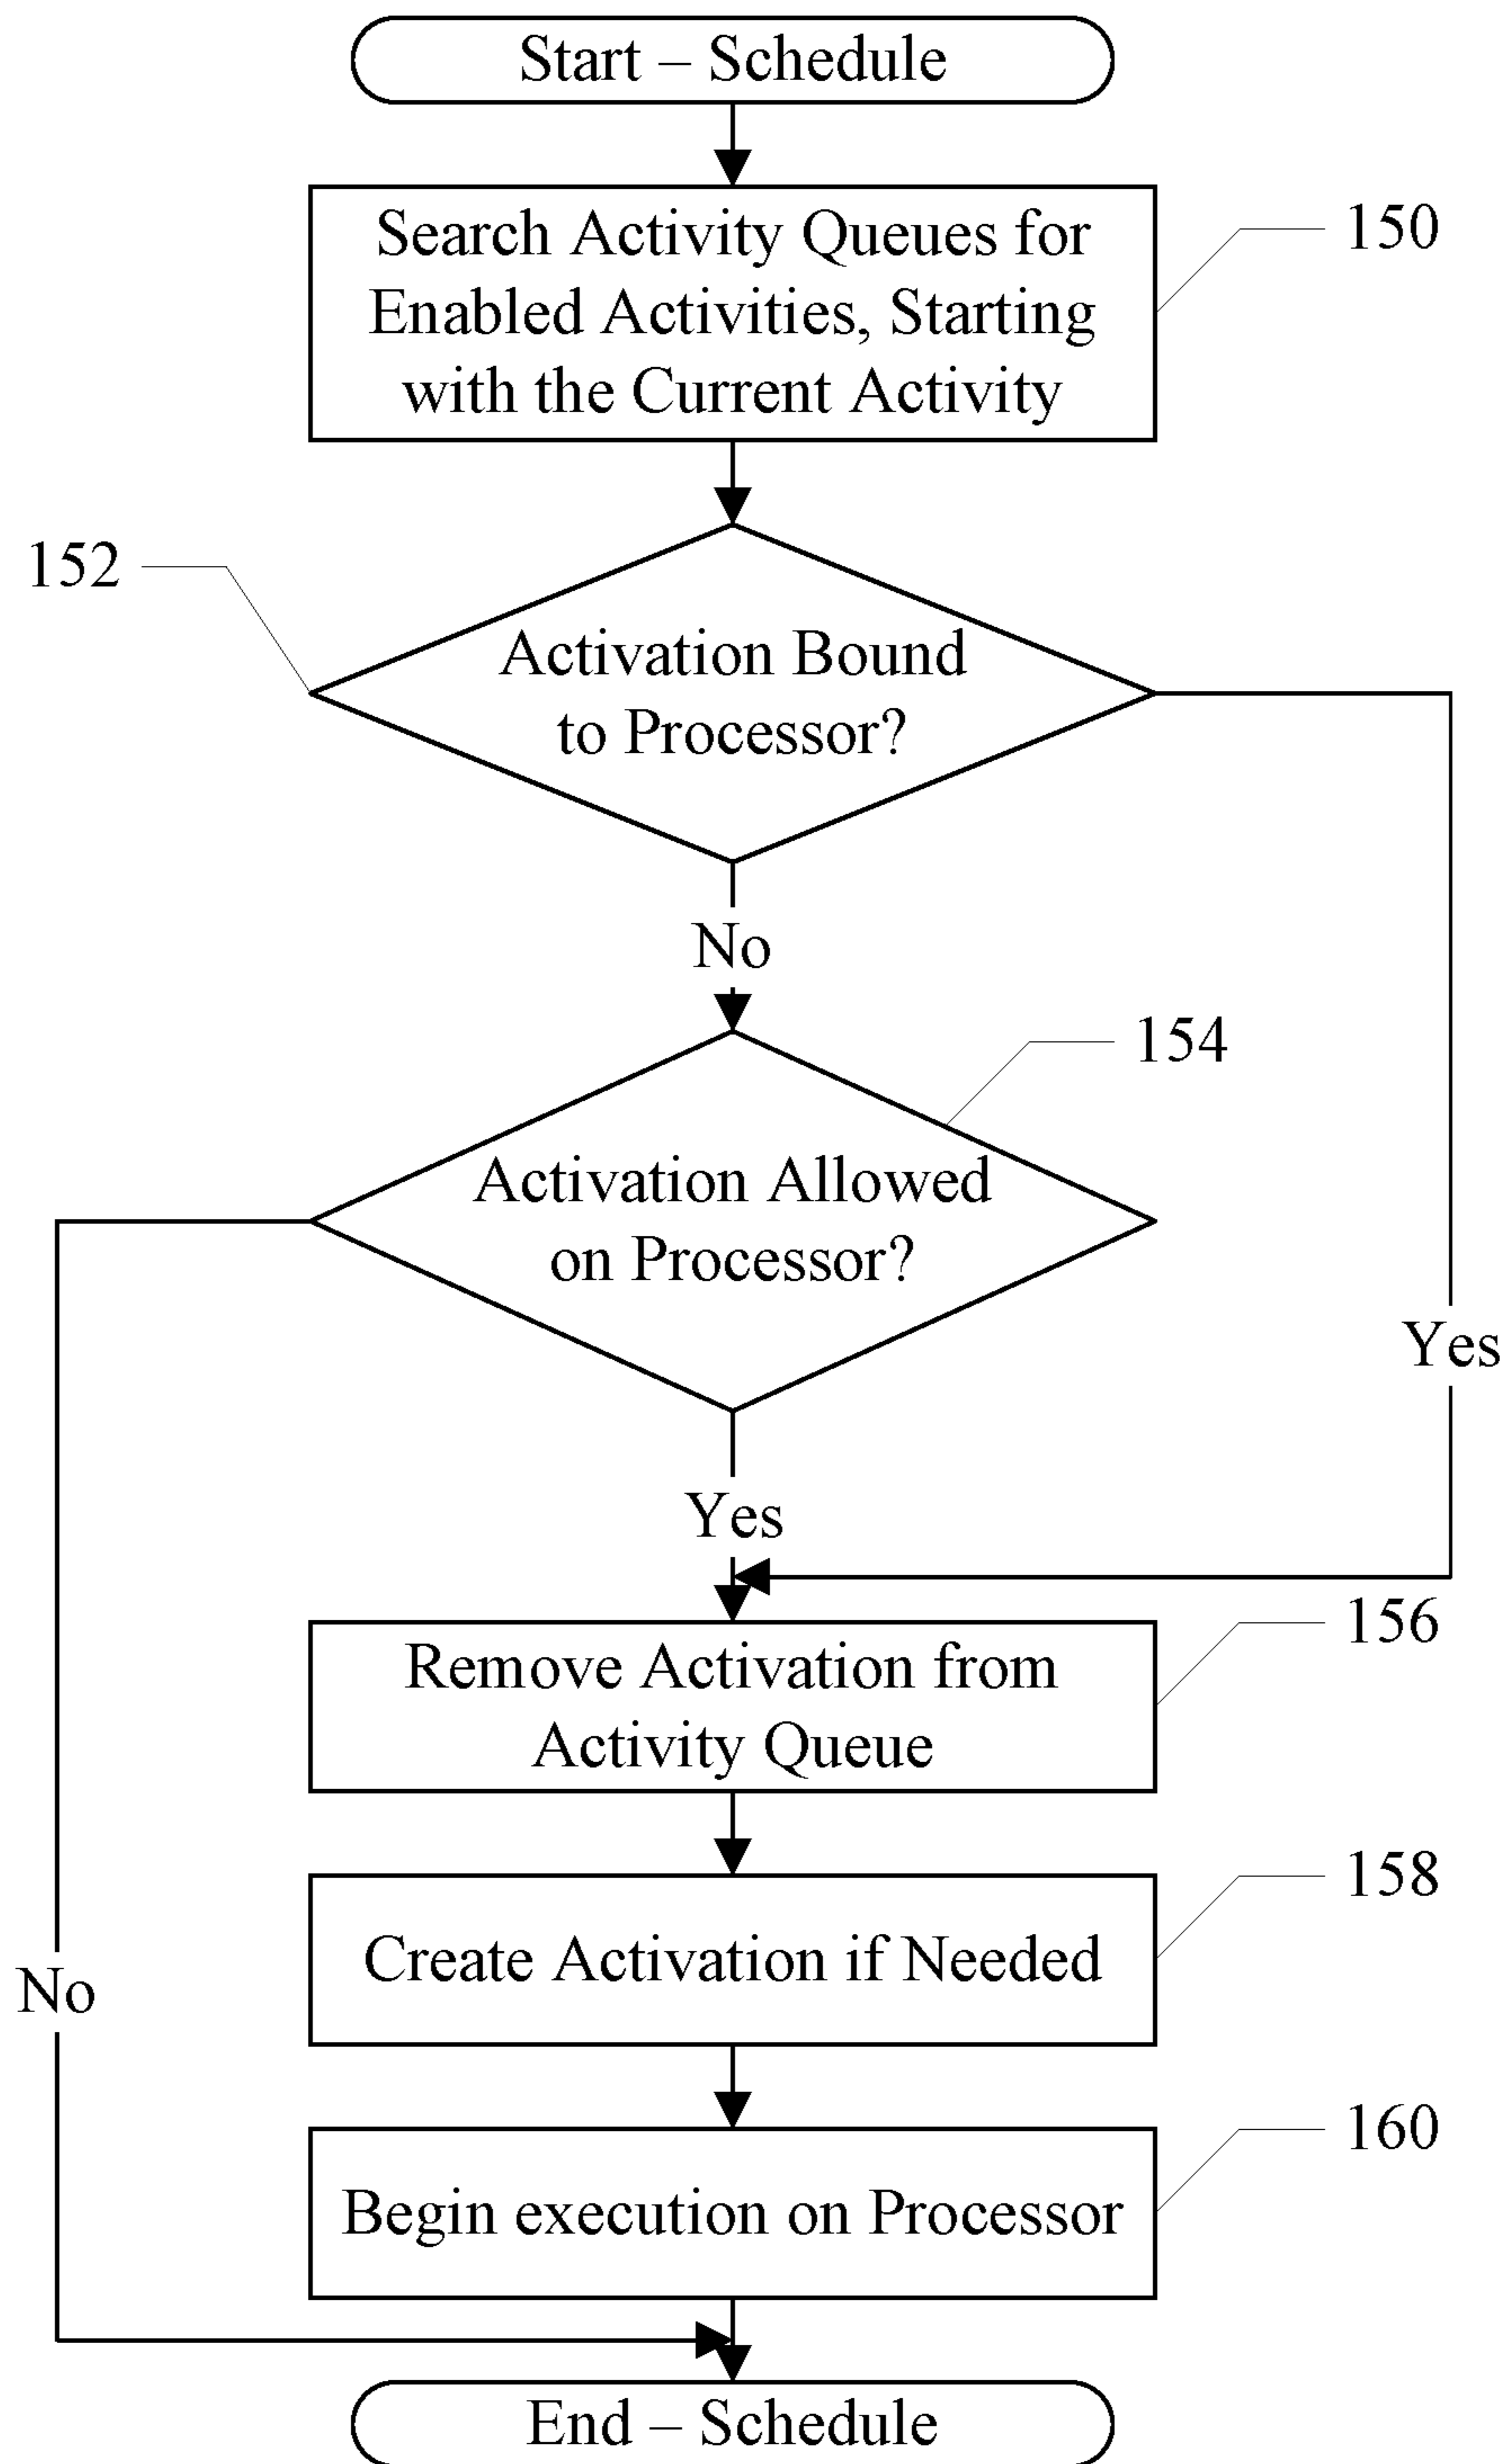 Start – Schedule
Search Activity Queues for
Enabled Activities, Starting
with the Current Activity
150
152
Activation Bound
to Processor?
No
154
Activation Allowed
on Processor?
Yes
Yes
156
Remove Activation from
Activity Queue
158
Create Activation if Needed
No
160
Begin execution on Processor
End – Schedule